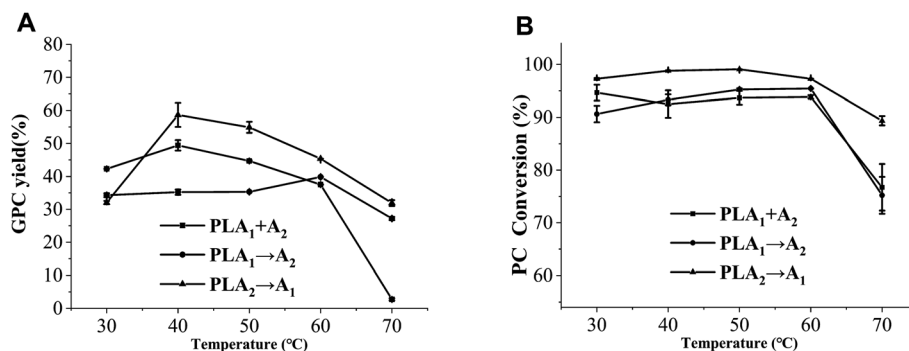 A
GPC yield(%)
80
70
60
50
40
30
20
10
0
PLA₁+A₂
PLA₁→A₂
PLA₂→A₁
30 40 50 60 70
Temperature (℃)
B
PC Conversion (%)
100
90
80
70
60
PLA₁+A₂
PLA₁→A₂
PLA₂→A₁
30 40 50 60 70
Temperature (℃)